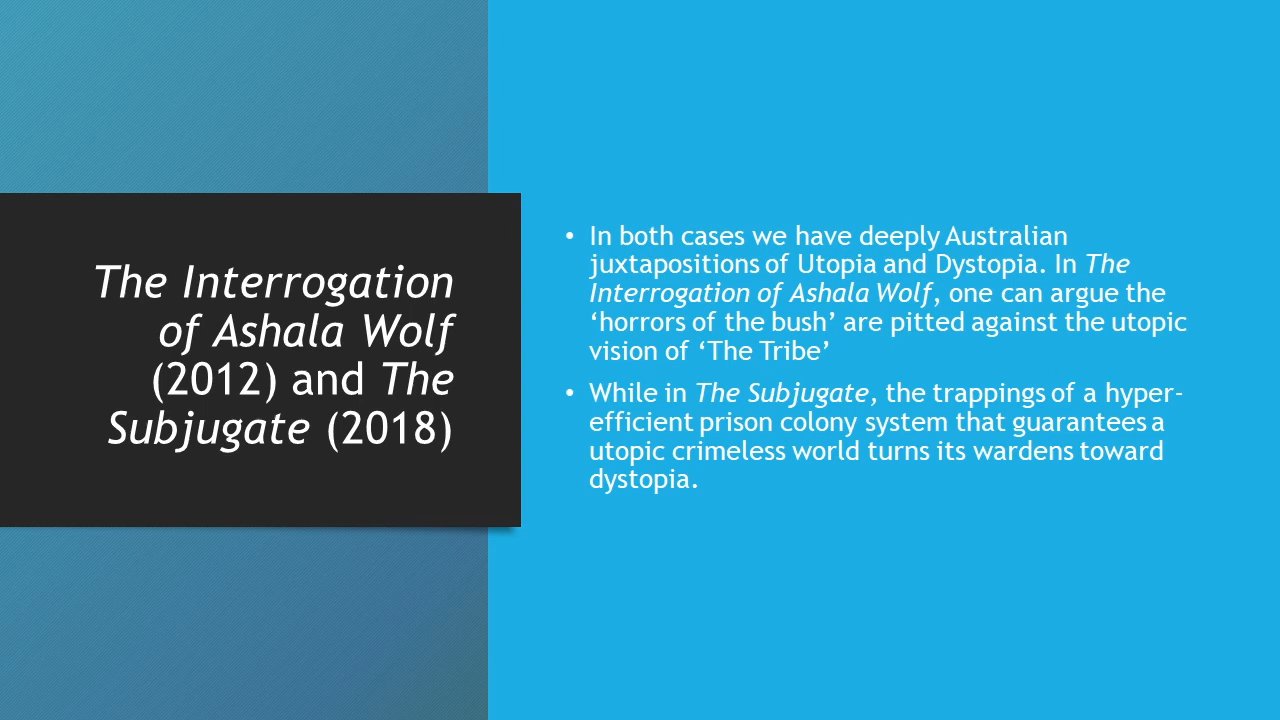 The Interrogation
of Ashala Wolf
(2012) and The
Subjugate (2018)
• In both cases we have deeply Australian
juxtapositions of Utopia and Dystopia. In The
Interrogation of Ashala Wolf, one can argue the
‘horrors of the bush’ are pitted against the utopic
vision of ‘The Tribe’
• While in The Subjugate, the trappings of a hyper-
efficient prison colony system that guarantees a
utopic crimeless world turns its wardens toward
dystopia.